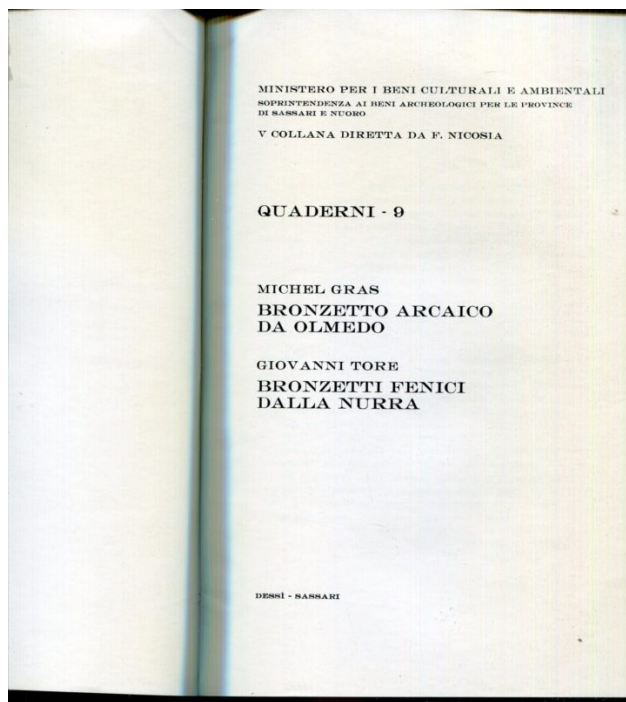 MINISTERO PER I BENI CULTURALI E AMBIENTALI
SOPRINTENDENZA AI BENI ARCHEOLOGICI PER LE PROVINCE
DI SASSARI E NUORO
V COLLANA DIRETTA DA F. NICOSIA
QUADERNI - 9
MICHEL GRAS
BRONZETTO ARCAICO
DA OLMEDO
GIOVANNI TORE
BRONZETTI FENICI
DALLA NURRA
DESSÌ - SASSARI